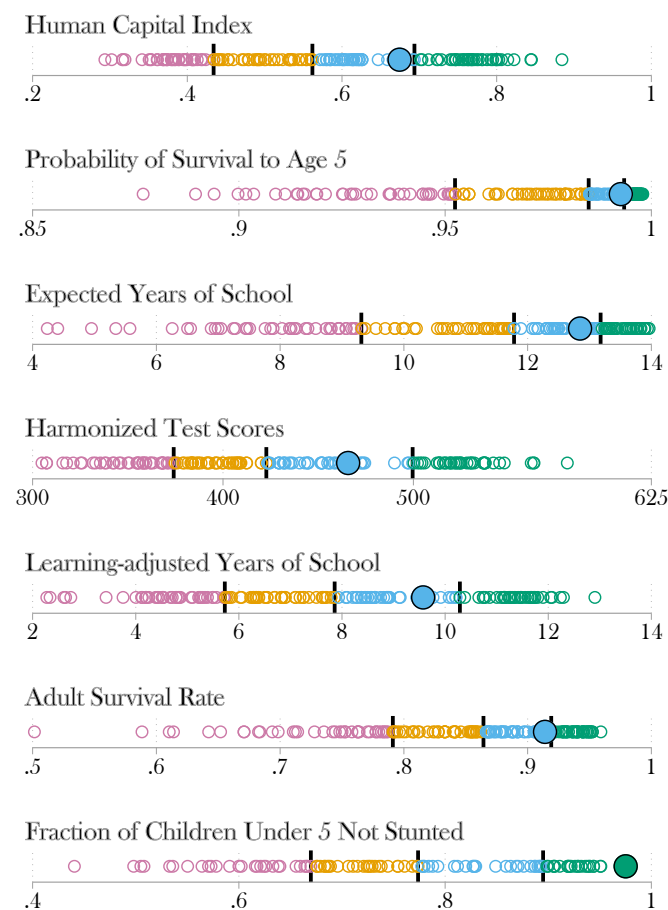 Human Capital Index
.2 .4 .6 .8 1
Probability of Survival to Age 5
.85 .9 .95 1
Expected Years of School
4 6 8 10 12 14
Harmonized Test Scores
300 400 500 625
Learning-adjusted Years of School
2 4 6 8 10 12 14
Adult Survival Rate
.5 .6 .7 .8 .9 1
Fraction of Children Under 5 Not Stunted
.4 .6 .8 1